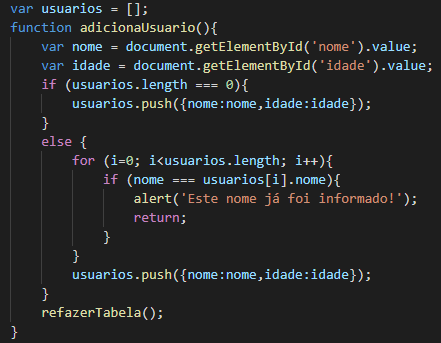 var usuarios = [];
function adicionaUsuario(){
    var nome = document.getElementById('nome').value;
    var idade = document.getElementById('idade').value;
    if (usuarios.length === 0){
        usuarios.push({nome:nome,idade:idade});
    }
    else {
        for (i=0; i<usuarios.length; i++){
            if (nome === usuarios[i].nome){
                alert('Este nome já foi informado!');
                return;
            }
        }
        usuarios.push({nome:nome,idade:idade});
    }
    refazerTabela();
}